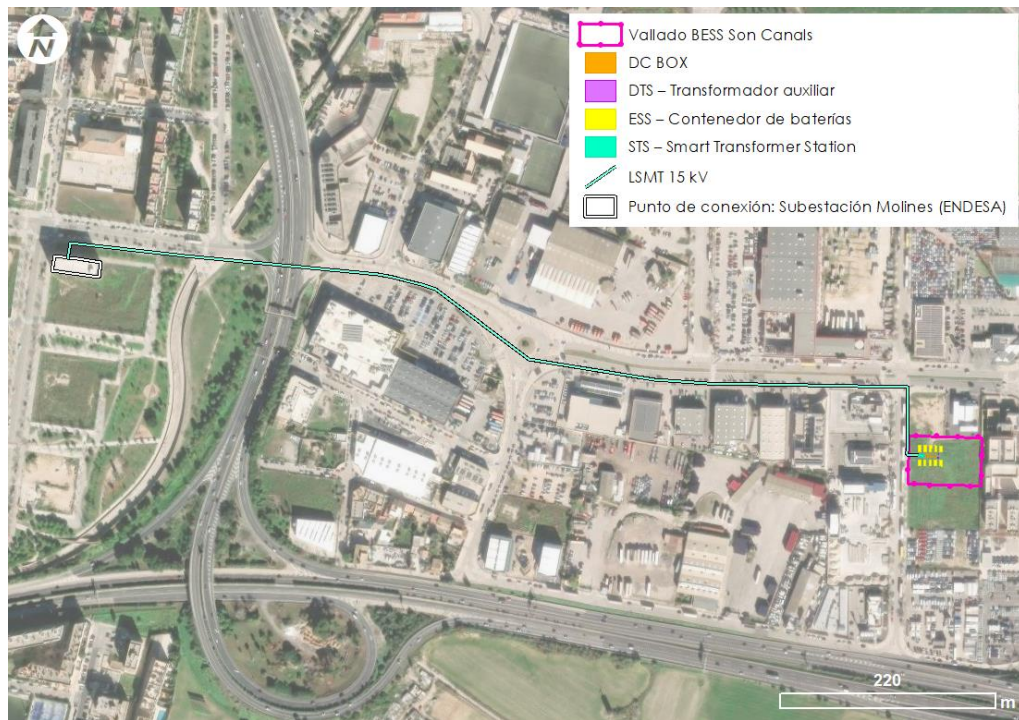 N
Vallado BESS Son Canals
DC BOX
DTS – Transformador auxiliar
ESS – Contenedor de baterías
STS – Smart Transformer Station
LSMT 15 kV
Punto de conexión: Subestación Molines (ENDESA)
220
m